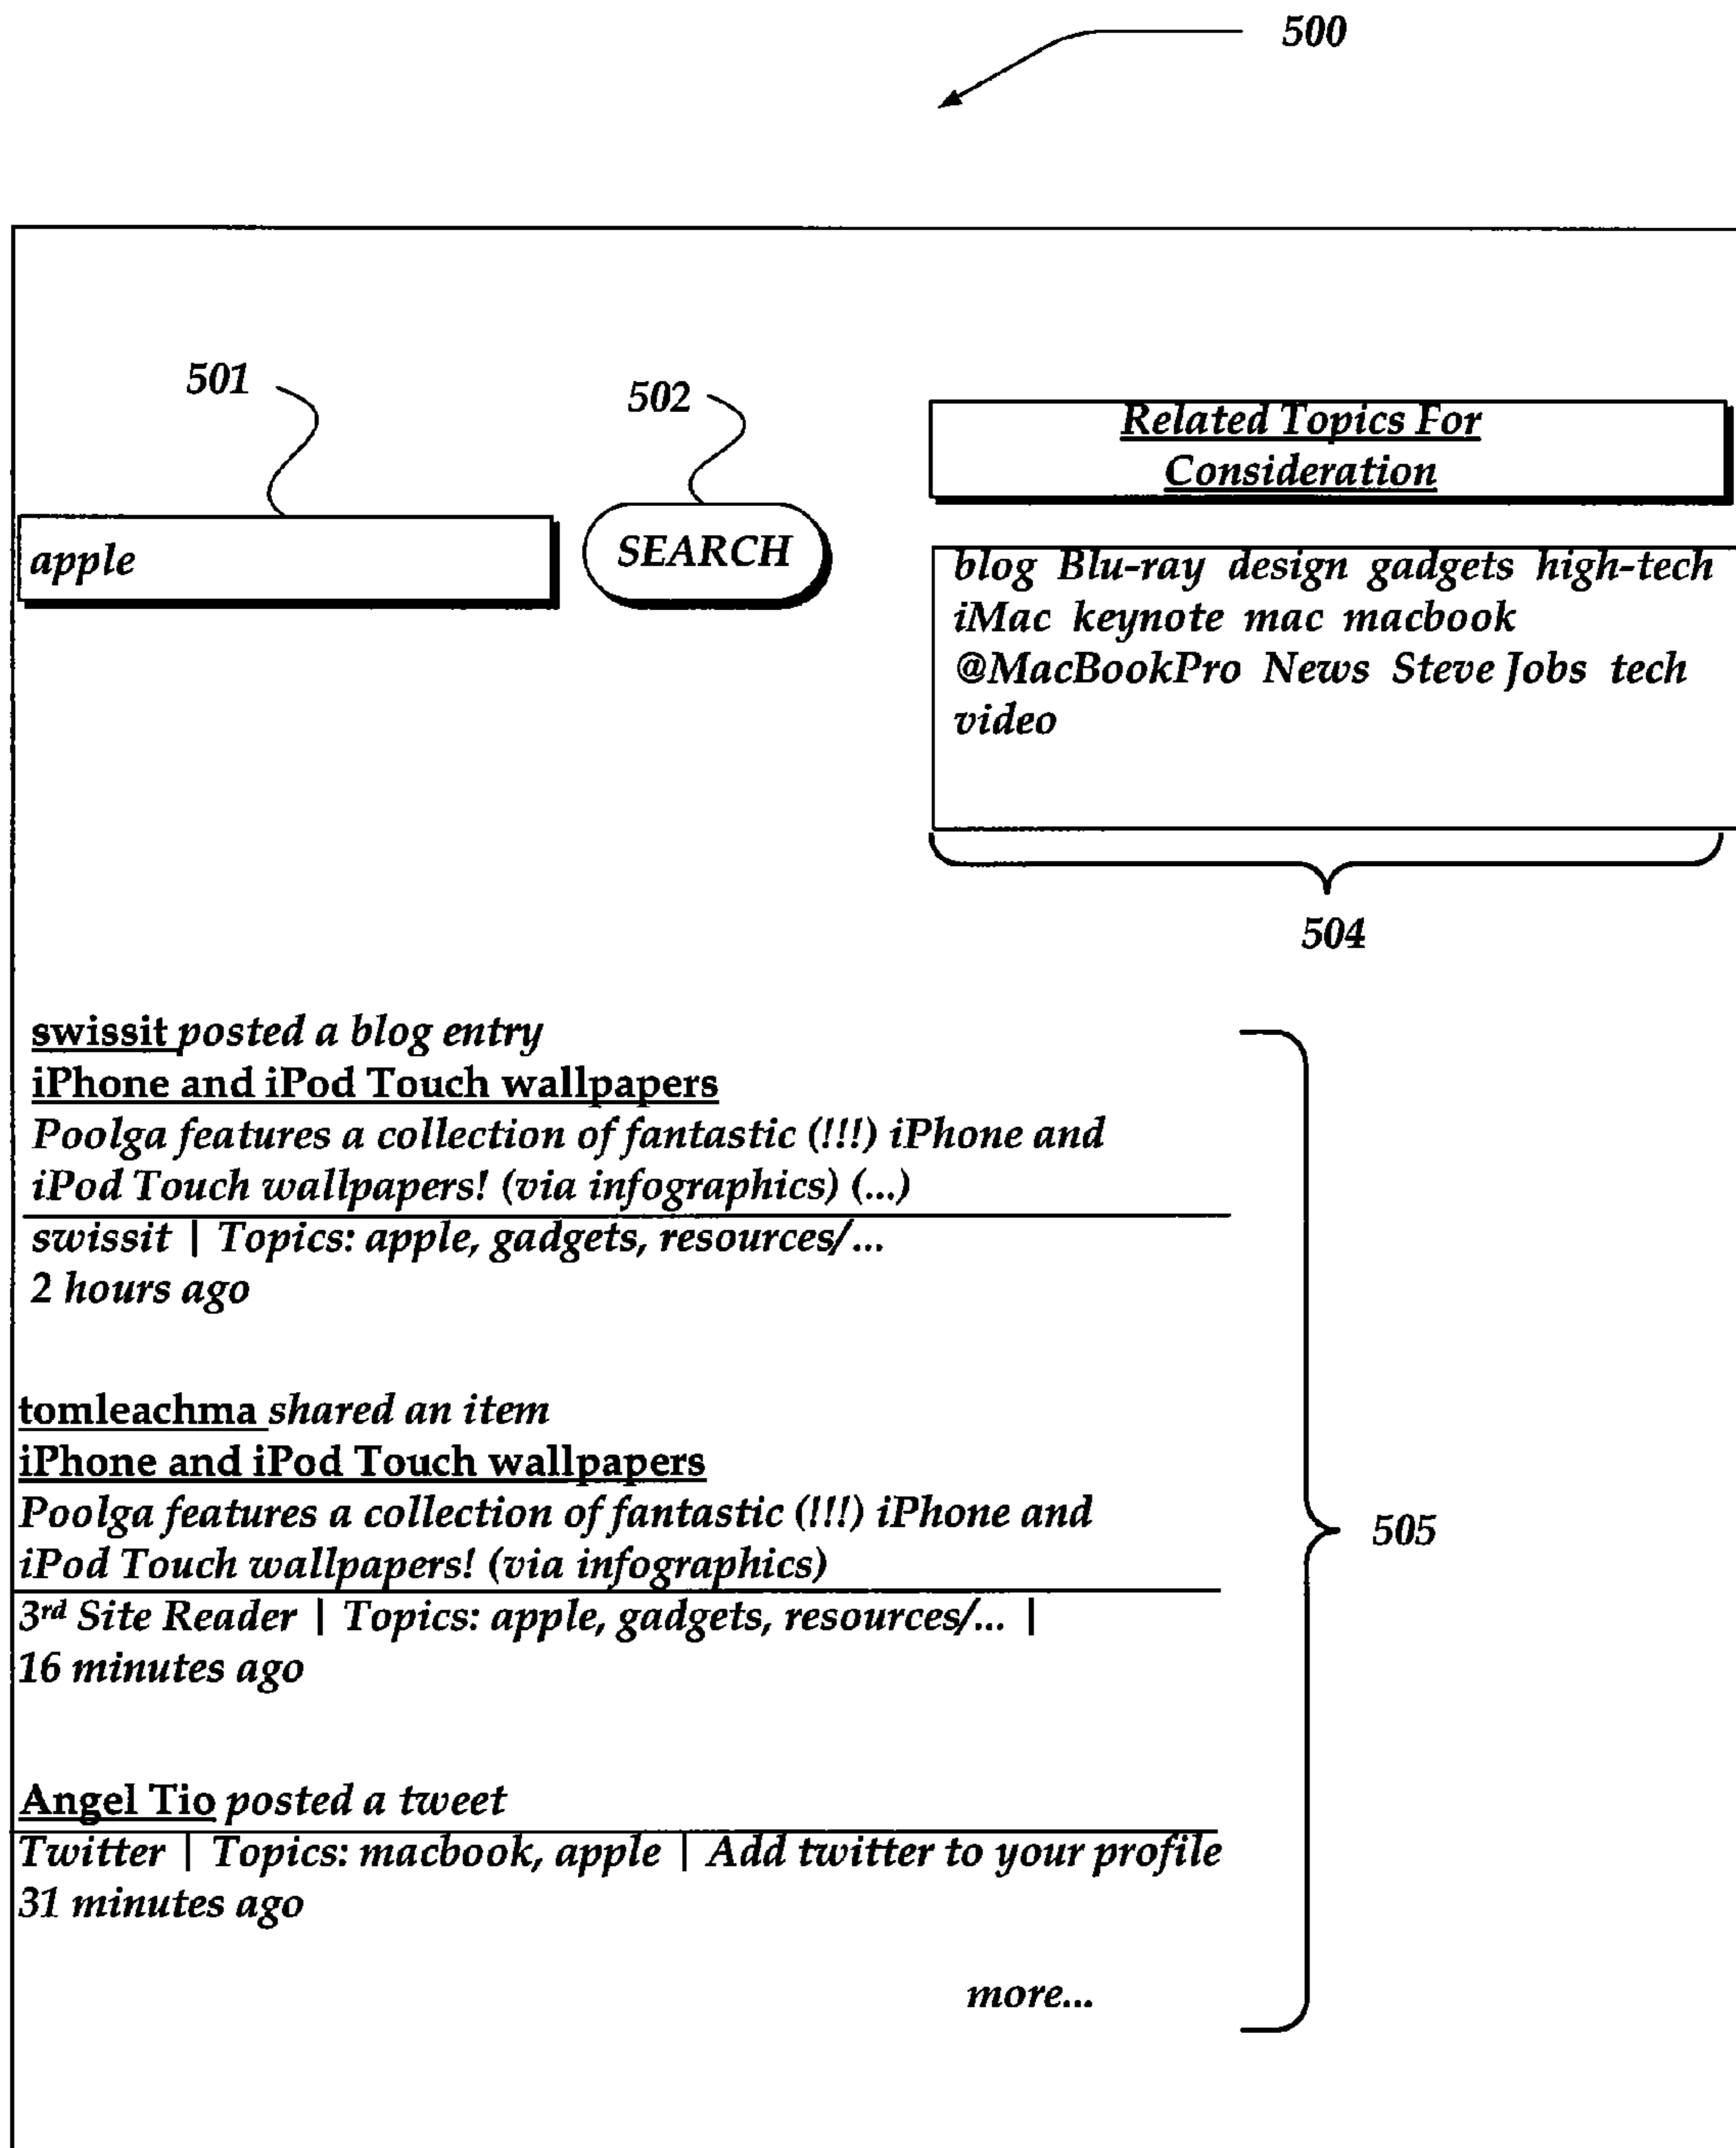 500
501
502
Related Topics For
Consideration
apple
SEARCH
blog Blu-ray design gadgets high-tech
iMac keynote mac macbook
@MacBookPro News Steve Jobs tech
video
504
swissit posted a blog entry
iPhone and iPod Touch wallpapers
Poolga features a collection of fantastic (!!!) iPhone and
iPod Touch wallpapers! (via infographics) (...)
swissit | Topics: apple, gadgets, resources/...
2 hours ago
tomleachma shared an item
iPhone and iPod Touch wallpapers
Poolga features a collection of fantastic (!!!) iPhone and
iPod Touch wallpapers! (via infographics)
3rd Site Reader | Topics: apple, gadgets, resources/... |
16 minutes ago
505
Angel Tio posted a tweet
Twitter | Topics: macbook, apple | Add twitter to your profile
31 minutes ago
more...